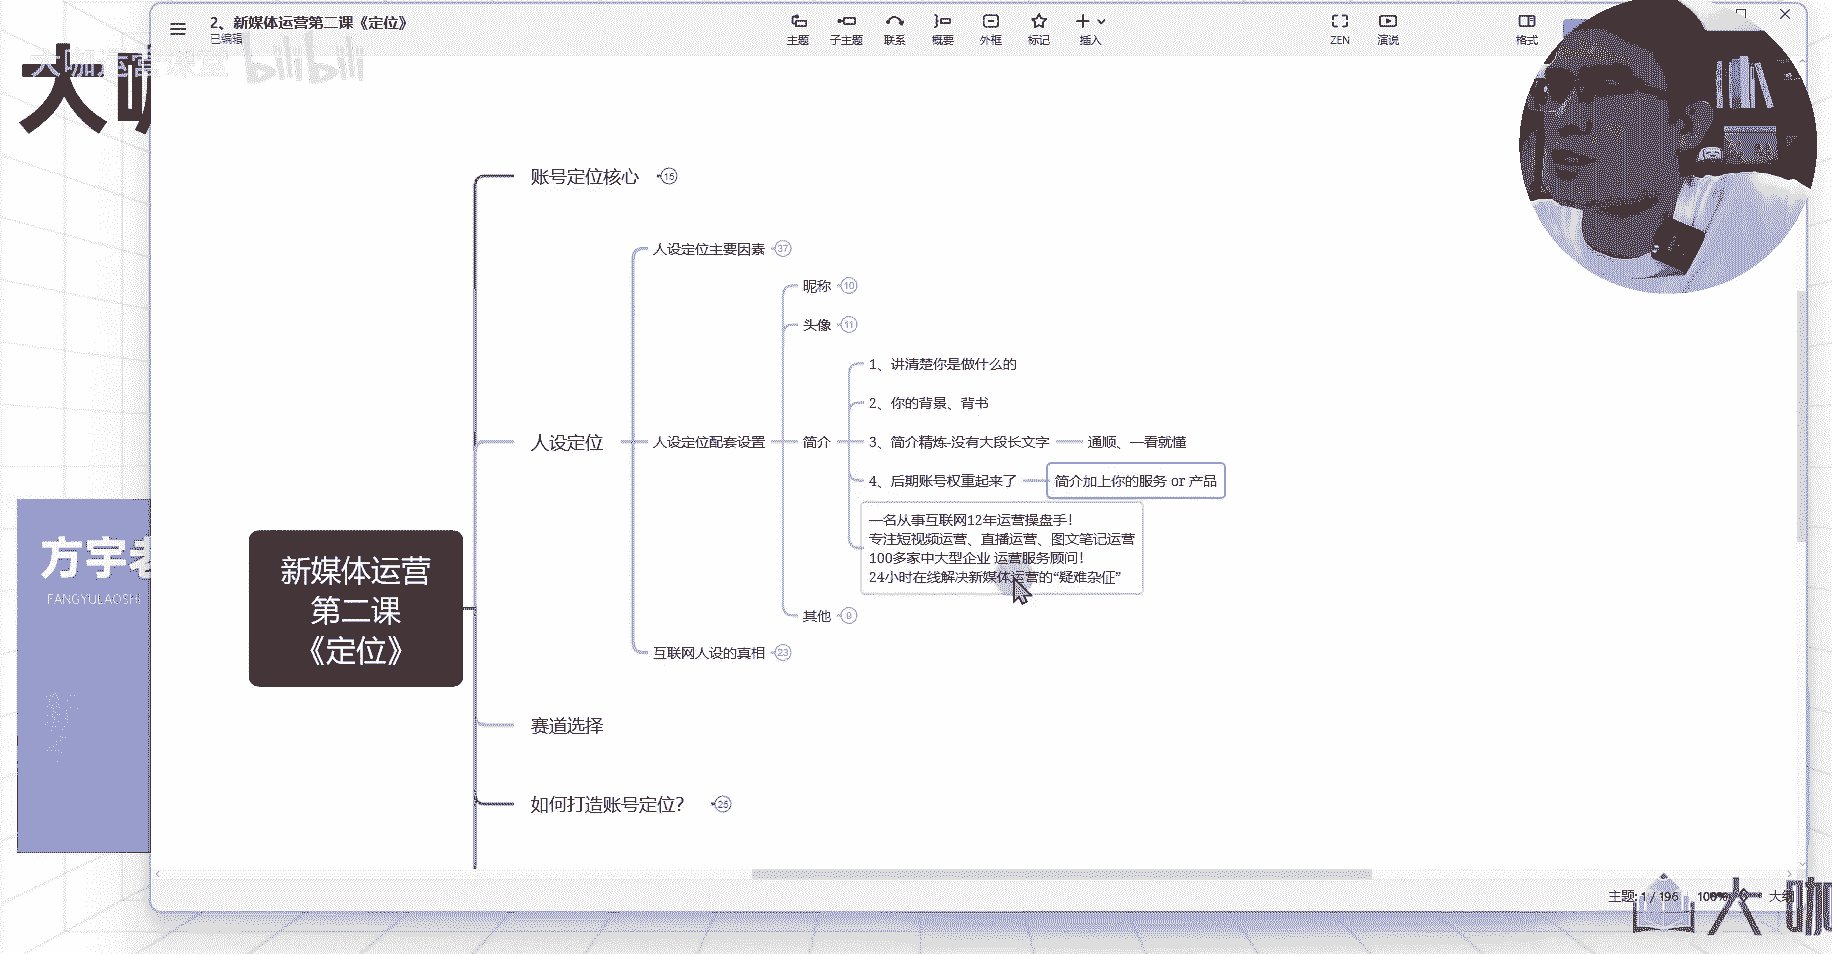 2、新媒体运营第二课《定位》
已编辑
主题
子主题
联系
概要
外框
标记
插入
ZEN
演说
格式
大咖运营课堂
bilibili
大咖
账号定位核心
15
人设定位主要因素
37
昵称
10
头像
11
1、讲清楚你是做什么的
2、你的背景、背书
人设定位
人设定位配套设置
简介
3、简介精炼-没有大段长文字
通顺、一看就懂
4、后期账号权重起来了
简介加上你的服务 or 产品
一名从事互联网12年运营操盘手!
专注短视频运营、直播运营、图文笔记运营
100多家中大型企业 运营服务顾问!
24小时在线解决新媒体运营的“疑难杂症”
其他
9
互联网人设的真相
23
新媒体运营
第二课
《定位》
方宇老
FANGYULAOSHI
赛道选择
如何打造账号定位?
25
主题: 1 / 196
100%
大纲
大咖